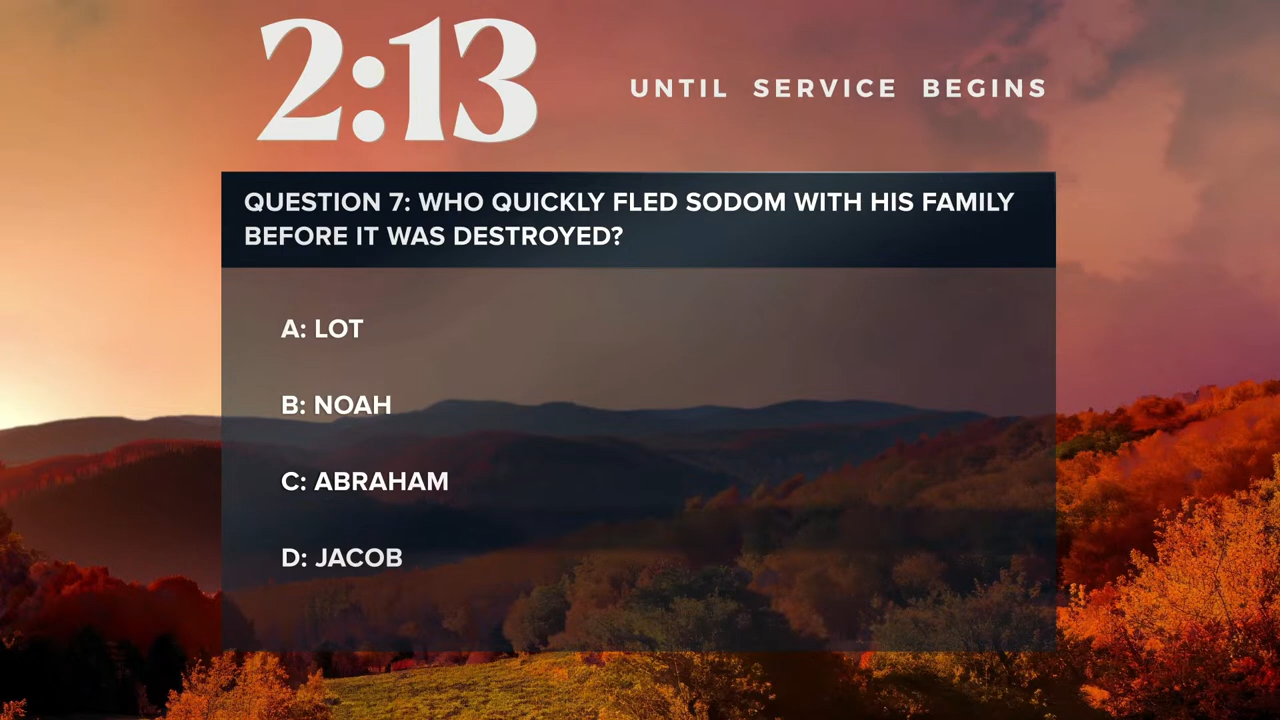 2:13
UNTIL SERVICE BEGINS
QUESTION 7: WHO QUICKLY FLED SODOM WITH HIS FAMILY
BEFORE IT WAS DESTROYED?
A: LOT
B: NOAH
C: ABRAHAM
D: JACOB